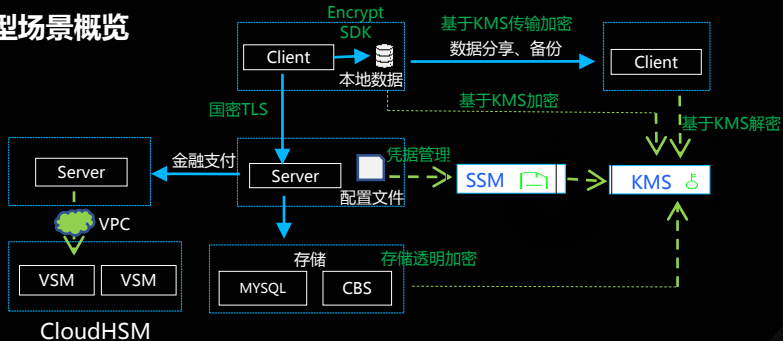 型场景概览
Encrypt
SDK
Client
本地数据
基于KMS传输加密
数据分享、备份
Client
国密TLS
基于KMS加密
基于KMS解密
Server
金融支付
Server
凭据管理
配置文件
SSM
KMS
VPC
VSM
VSM
CloudHSM
存储
MYSQL
CBS
存储透明加密